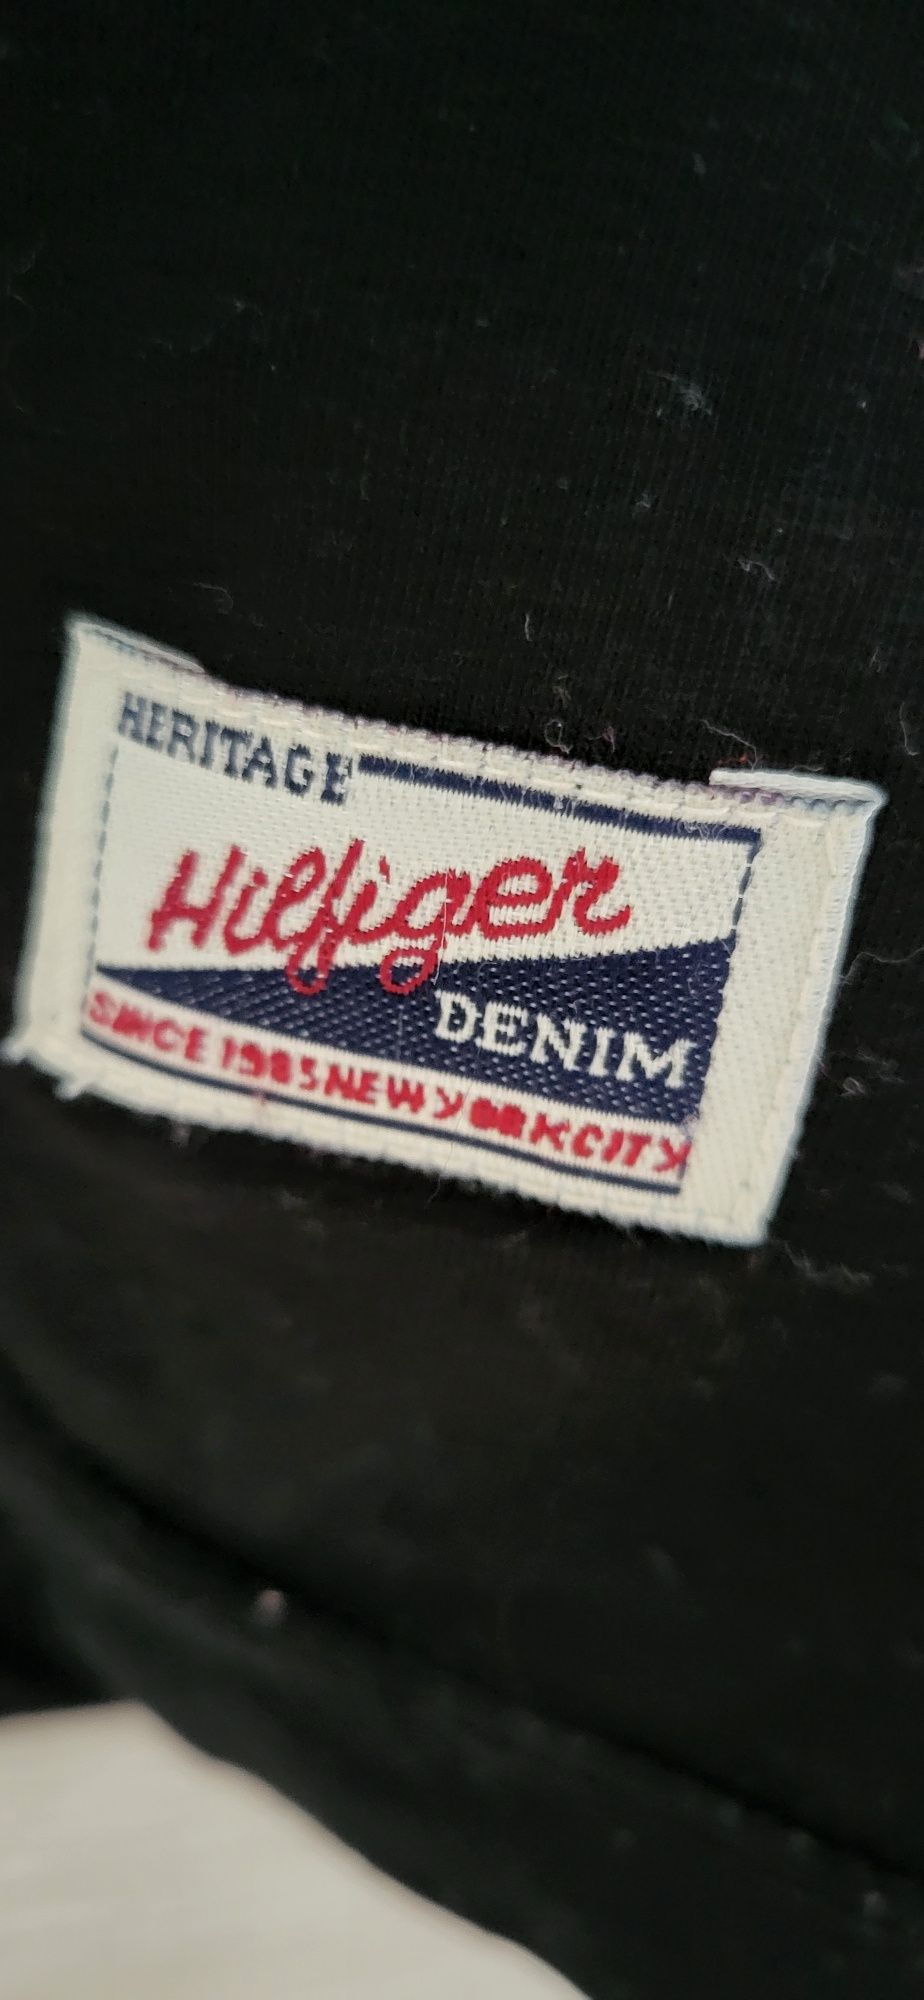 HERITAGE
Hilfiger
DENIM
SINCE 1985 NEW YORK CITY